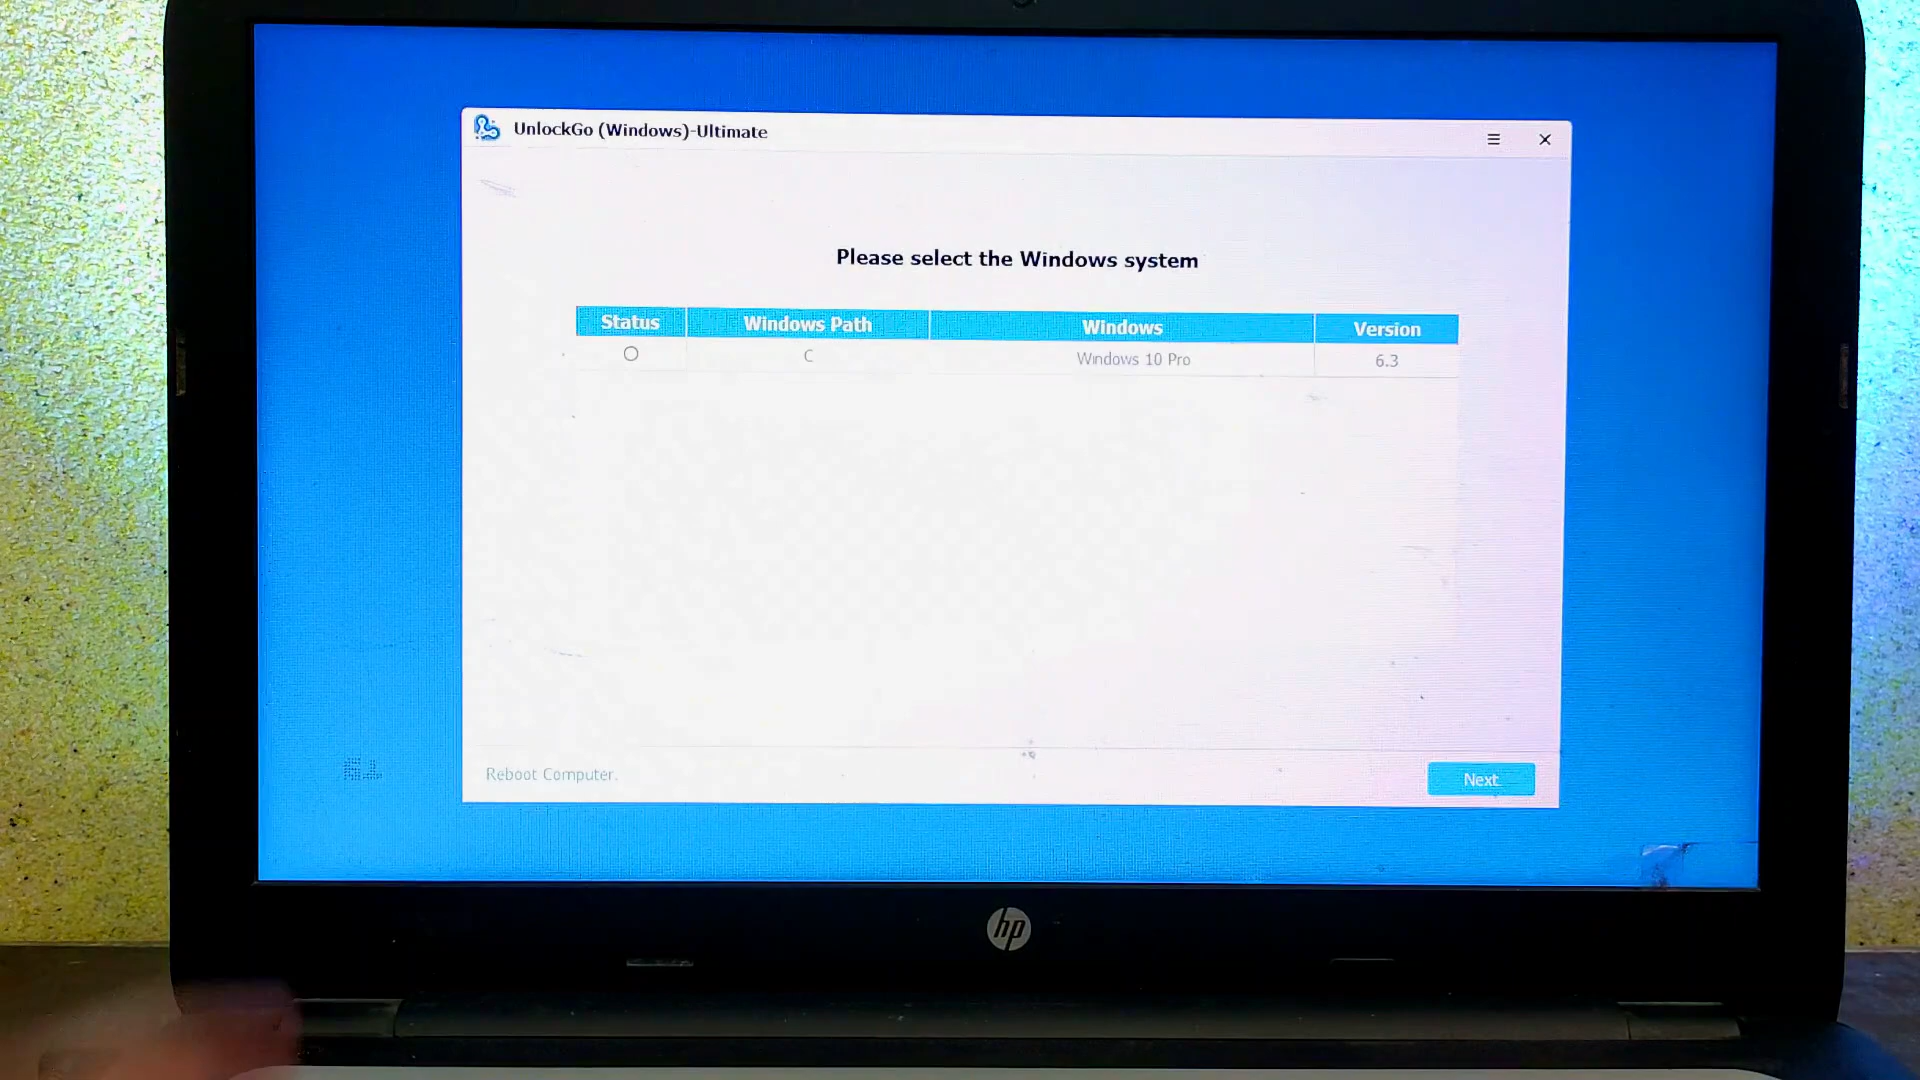 UnlockGo (Windows)-Ultimate
Please select the Windows system
Status Windows Path Windows Version
C Windows 10 Pro 6.3
Reboot Computer.
Next
hp